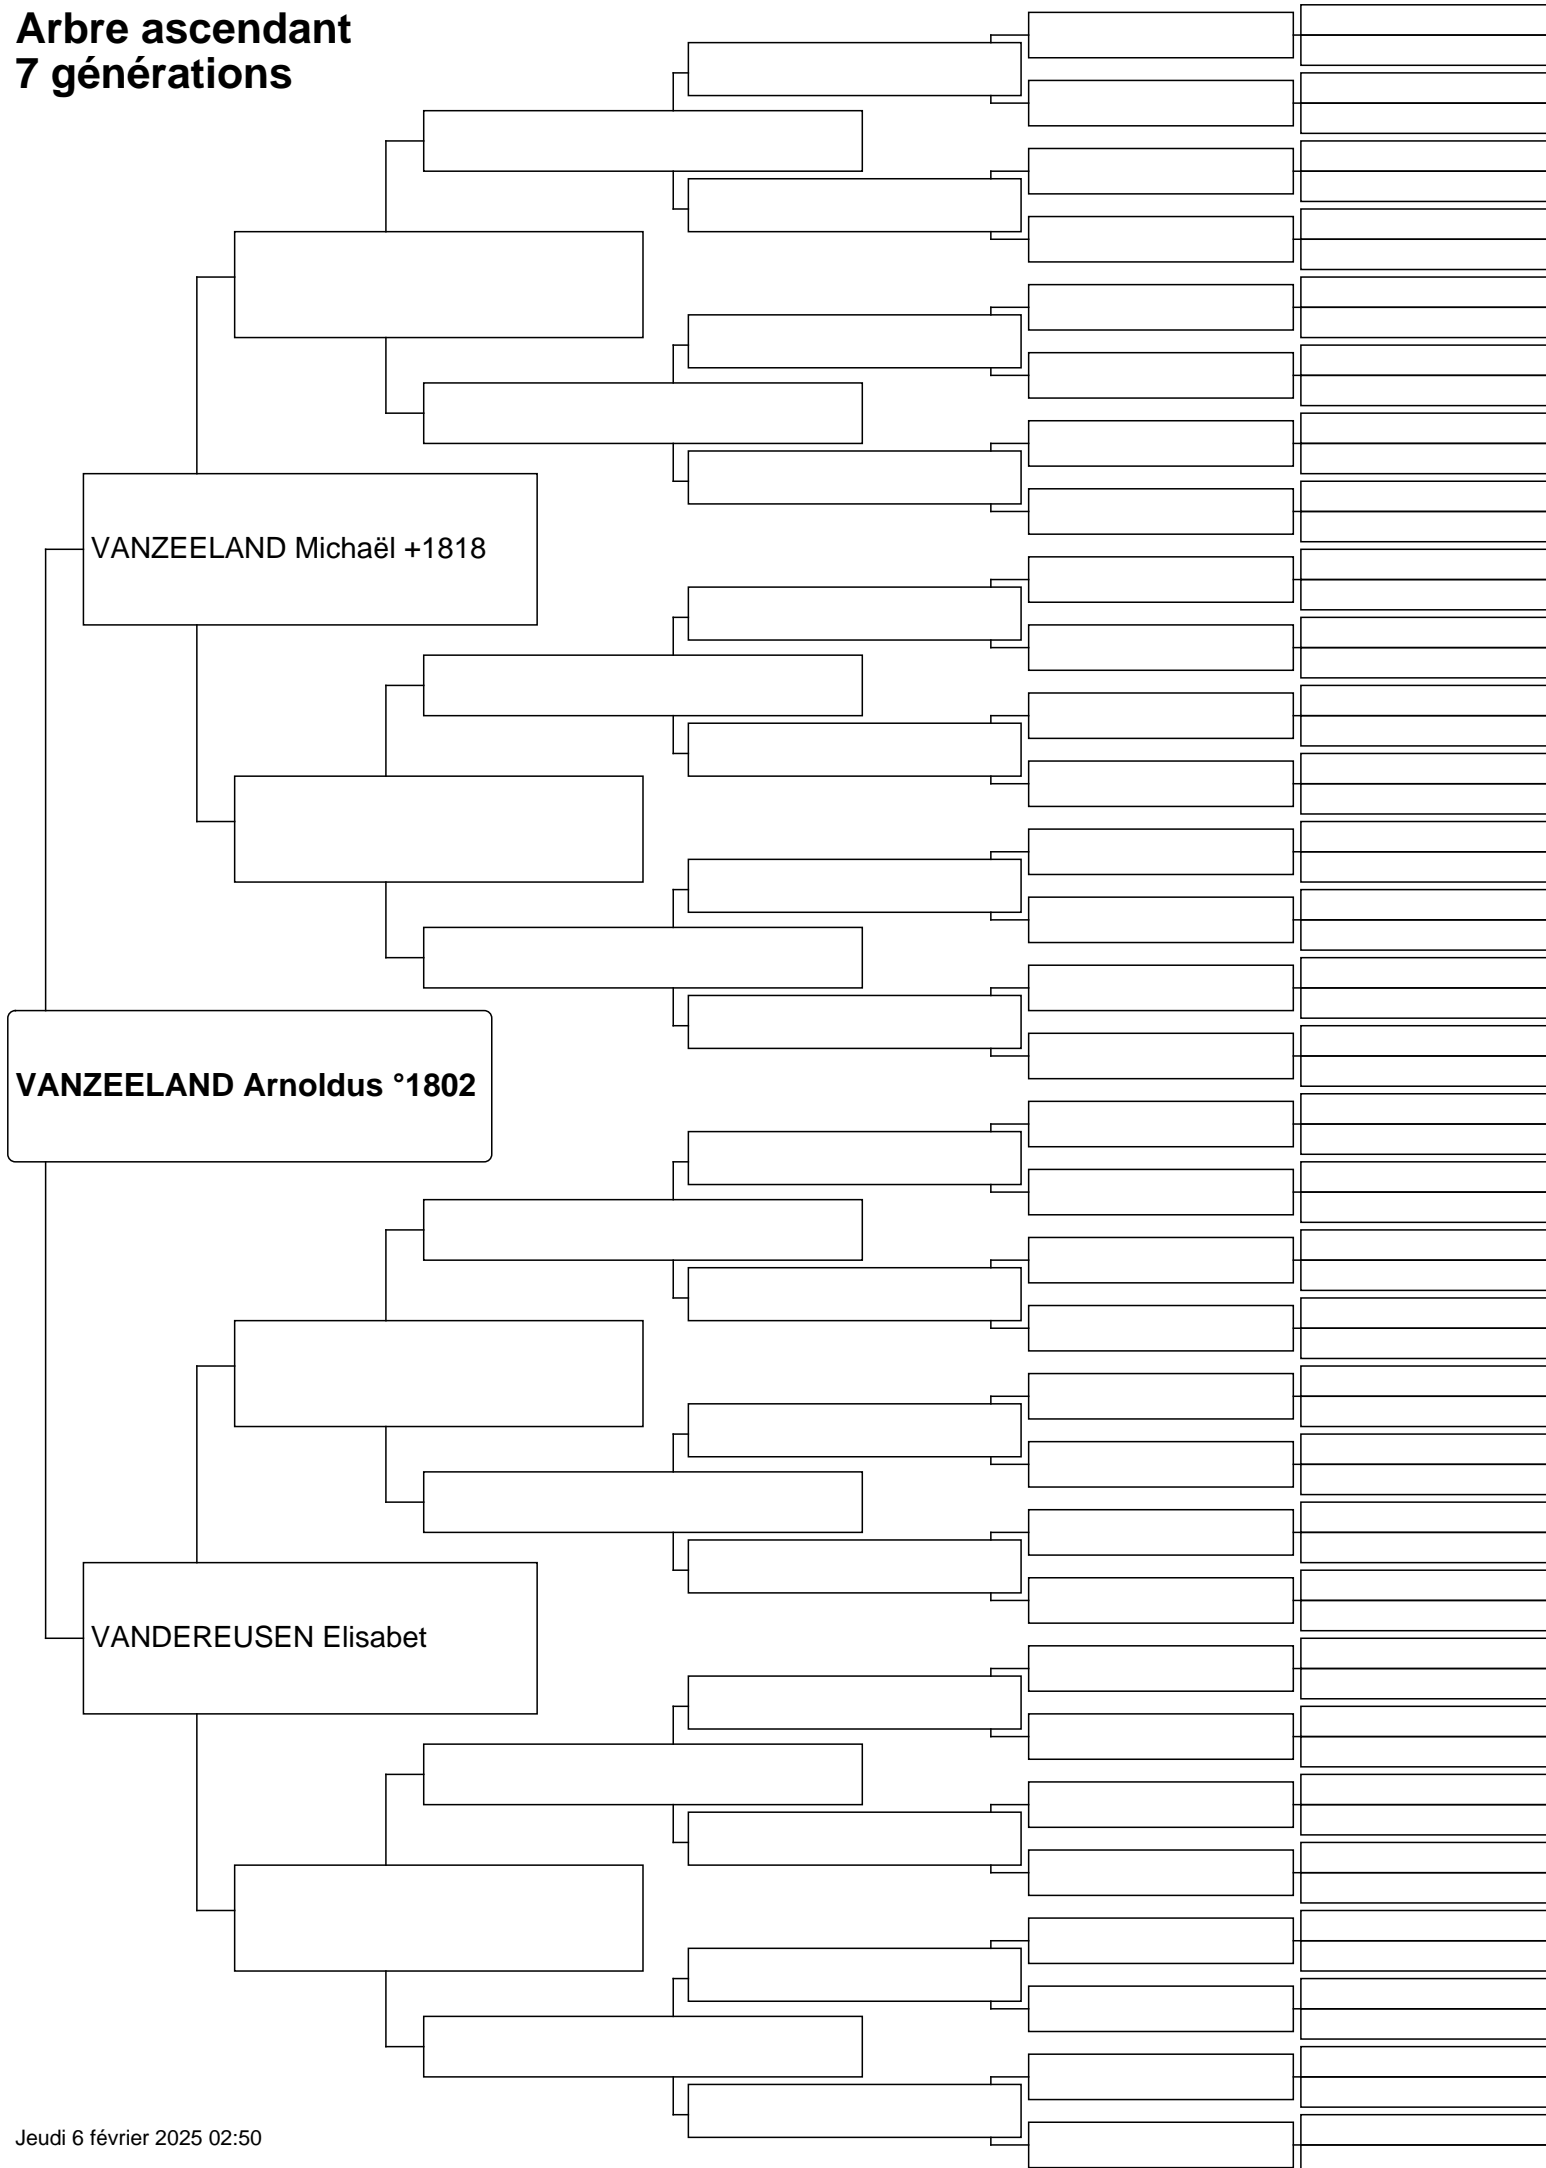 Arbre ascendant
7 générations
VANZEELAND Michaël +1818
VANZEELAND Arnoldus °1802
VANDEREUSEN Elisabet
Jeudi 6 février 2025 02:50